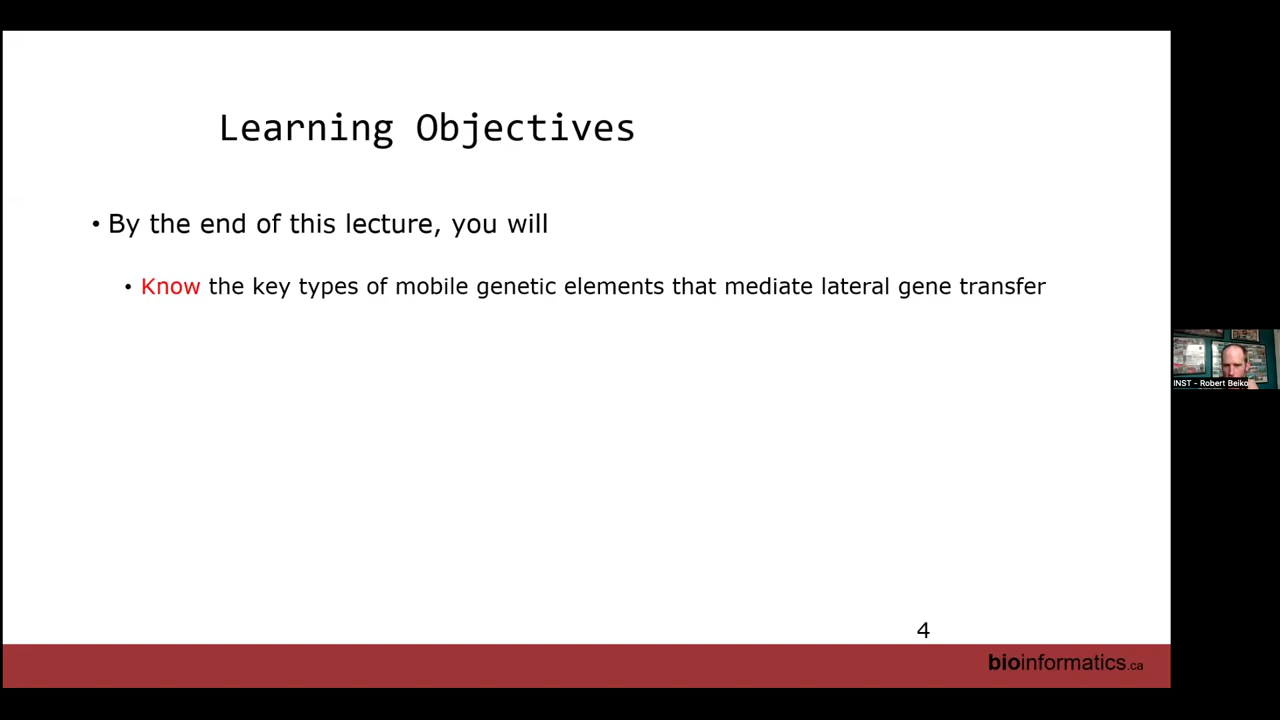 Learning Objectives
• By the end of this lecture, you will
• Know the key types of mobile genetic elements that mediate lateral gene transfer
INST - Robert Beiko
4
bioinformatics.ca